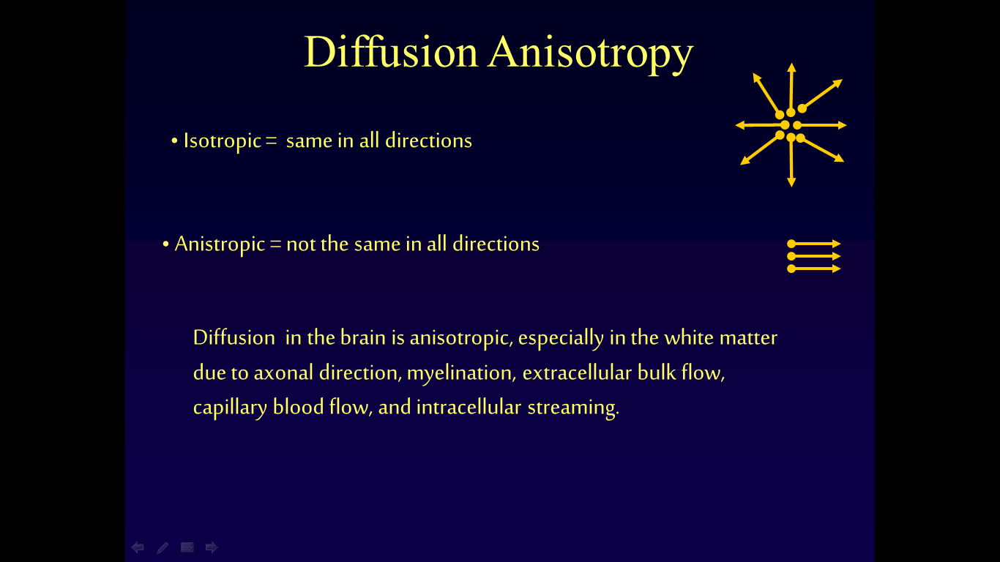 Diffusion Anisotropy
• Isotropic = same in all directions
• Anistropic = not the same in all directions
Diffusion in the brain is anisotropic, especially in the white matter
due to axonal direction, myelination, extracellular bulk flow,
capillary blood flow, and intracellular streaming.